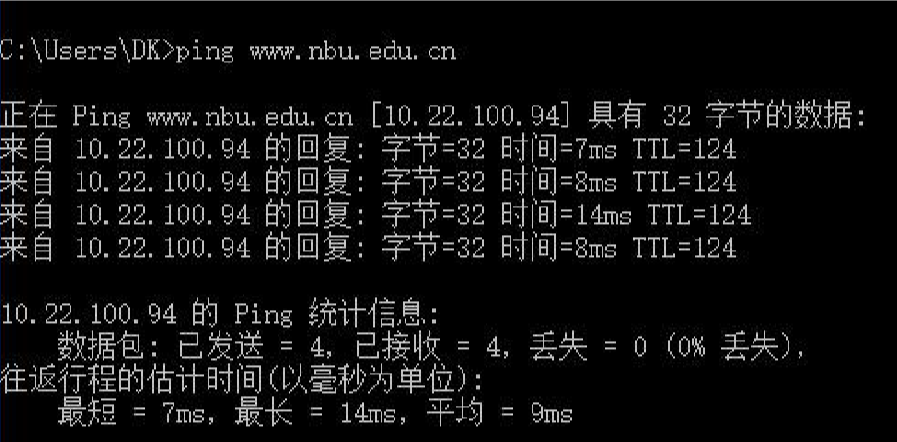 C:\Users\DK>ping www.nbu.edu.cn
正在 Ping www.nbu.edu.cn [10.22.100.94] 具有 32 字节的数据:
来自 10.22.100.94 的回复: 字节=32 时间=7ms TTL=124
来自 10.22.100.94 的回复: 字节=32 时间=8ms TTL=124
来自 10.22.100.94 的回复: 字节=32 时间=14ms TTL=124
来自 10.22.100.94 的回复: 字节=32 时间=8ms TTL=124
10.22.100.94 的 Ping 统计信息:
数据包: 已发送 = 4, 已接收 = 4, 丢失 = 0 (0% 丢失),
往返行程的估计时间(以毫秒为单位):
最短 = 7ms, 最长 = 14ms, 平均 = 9ms